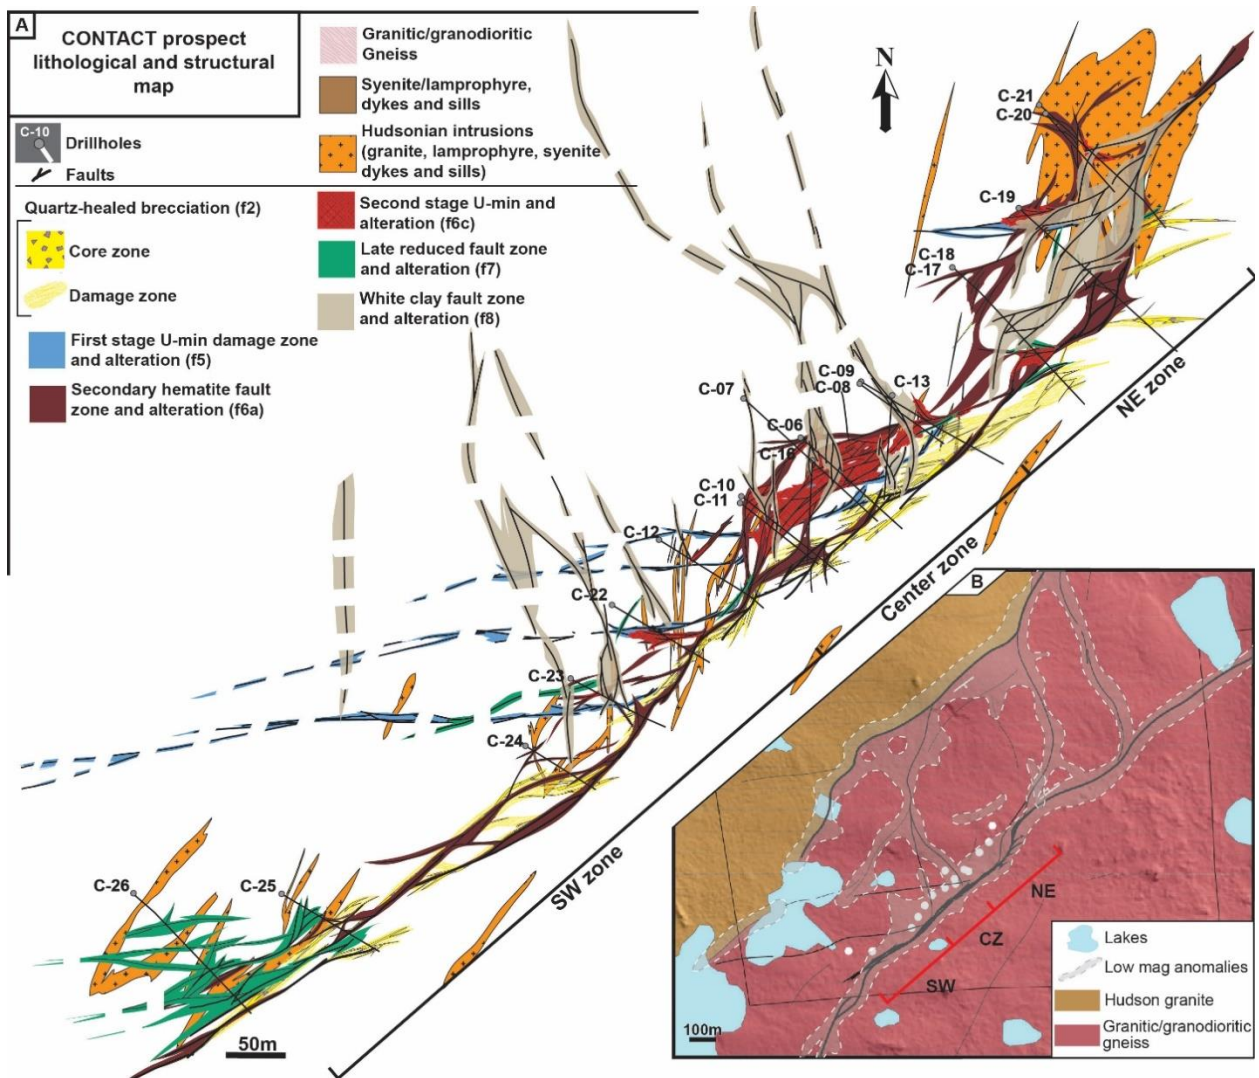 A
CONTACT prospect
lithological and structural
map
C-10
Drillholes
Faults
Quartz-healed brecciation (f2)
Core zone
Damage zone
First stage U-min damage zone
and alteration (f5)
Secondary hematite fault
zone and alteration (f6a)
Granitic/granodioritic
Gneiss
Syenite/lamprophyre,
dykes and sills
Hudsonian intrusions
(granite, lamprophyre, syenite
dykes and sills)
Second stage U-min and
alteration (f6c)
Late reduced fault zone
and alteration (f7)
White clay fault zone
and alteration (f8)
N
C-21
C-20
C-19
C-18
C-17
C-09
C-08
C-13
C-07
C-06
C-16
C-10
C-11
C-12
C-22
C-23
C-24
C-25
C-26
NE zone
Center zone
SW zone
50m
B
NE
CZ
SW
100m
Lakes
Low mag anomalies
Hudson granite
Granitic/granodioritic
gneiss